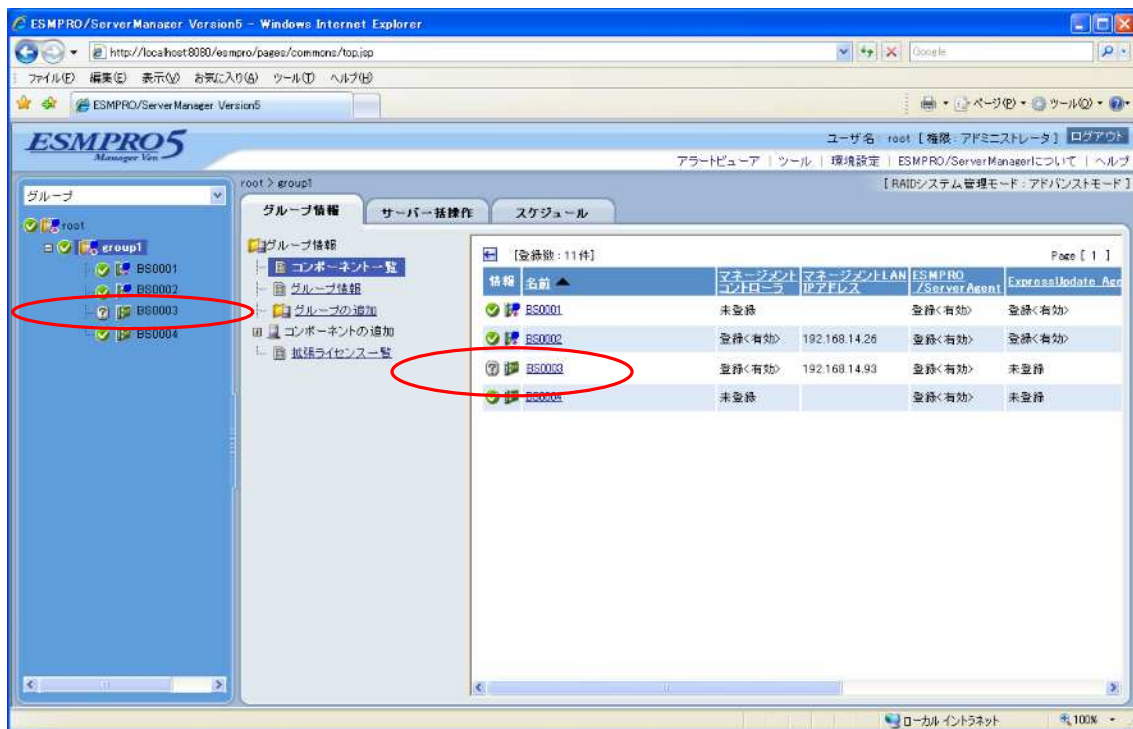 ESMPRO/ServerManager Version5 - Windows Internet Explorer
http://localhost:8080/esmpro/pages/commons/top.jsp
Google
ファイル(F) 編集(E) 表示(V) お気に入り(A) ツール(T) ヘルプ(H)
ESMPRO/ServerManager Version5
ページ(P) ツール(O)
ESMPRO5
Manager Ver
ユーザ名 : root [ 権限 : アドミニストレータ ] ログアウト
アラートビューア | ツール | 環境設定 | ESMPRO/ServerManagerについて | ヘルプ
グループ
root > group1
[ RAIDシステム管理モード : アドバンストモード ]
グループ情報 サーバ一括操作 スケジュール
root
group1
BS0001
BS0002
BS0003
BS0004
グループ情報
コンポーネント一覧
グループ情報
グループの追加
コンポーネントの追加
拡張ライセンス一覧
[登録数 : 11件] Page [ 1 ]
情報 名前 ▲ マネージメントコントローラ マネージメントLAN IPアドレス ESMPRO/ServerAgent ExpressUpdate Age
BS0001 未登録 登録<有効> 登録<有効>
BS0002 登録<有効> 192.168.14.26 登録<有効> 登録<有効>
BS0003 登録<有効> 192.168.14.93 登録<有効> 未登録
BS0004 未登録 登録<有効> 未登録
ローカル イントラネット 100%